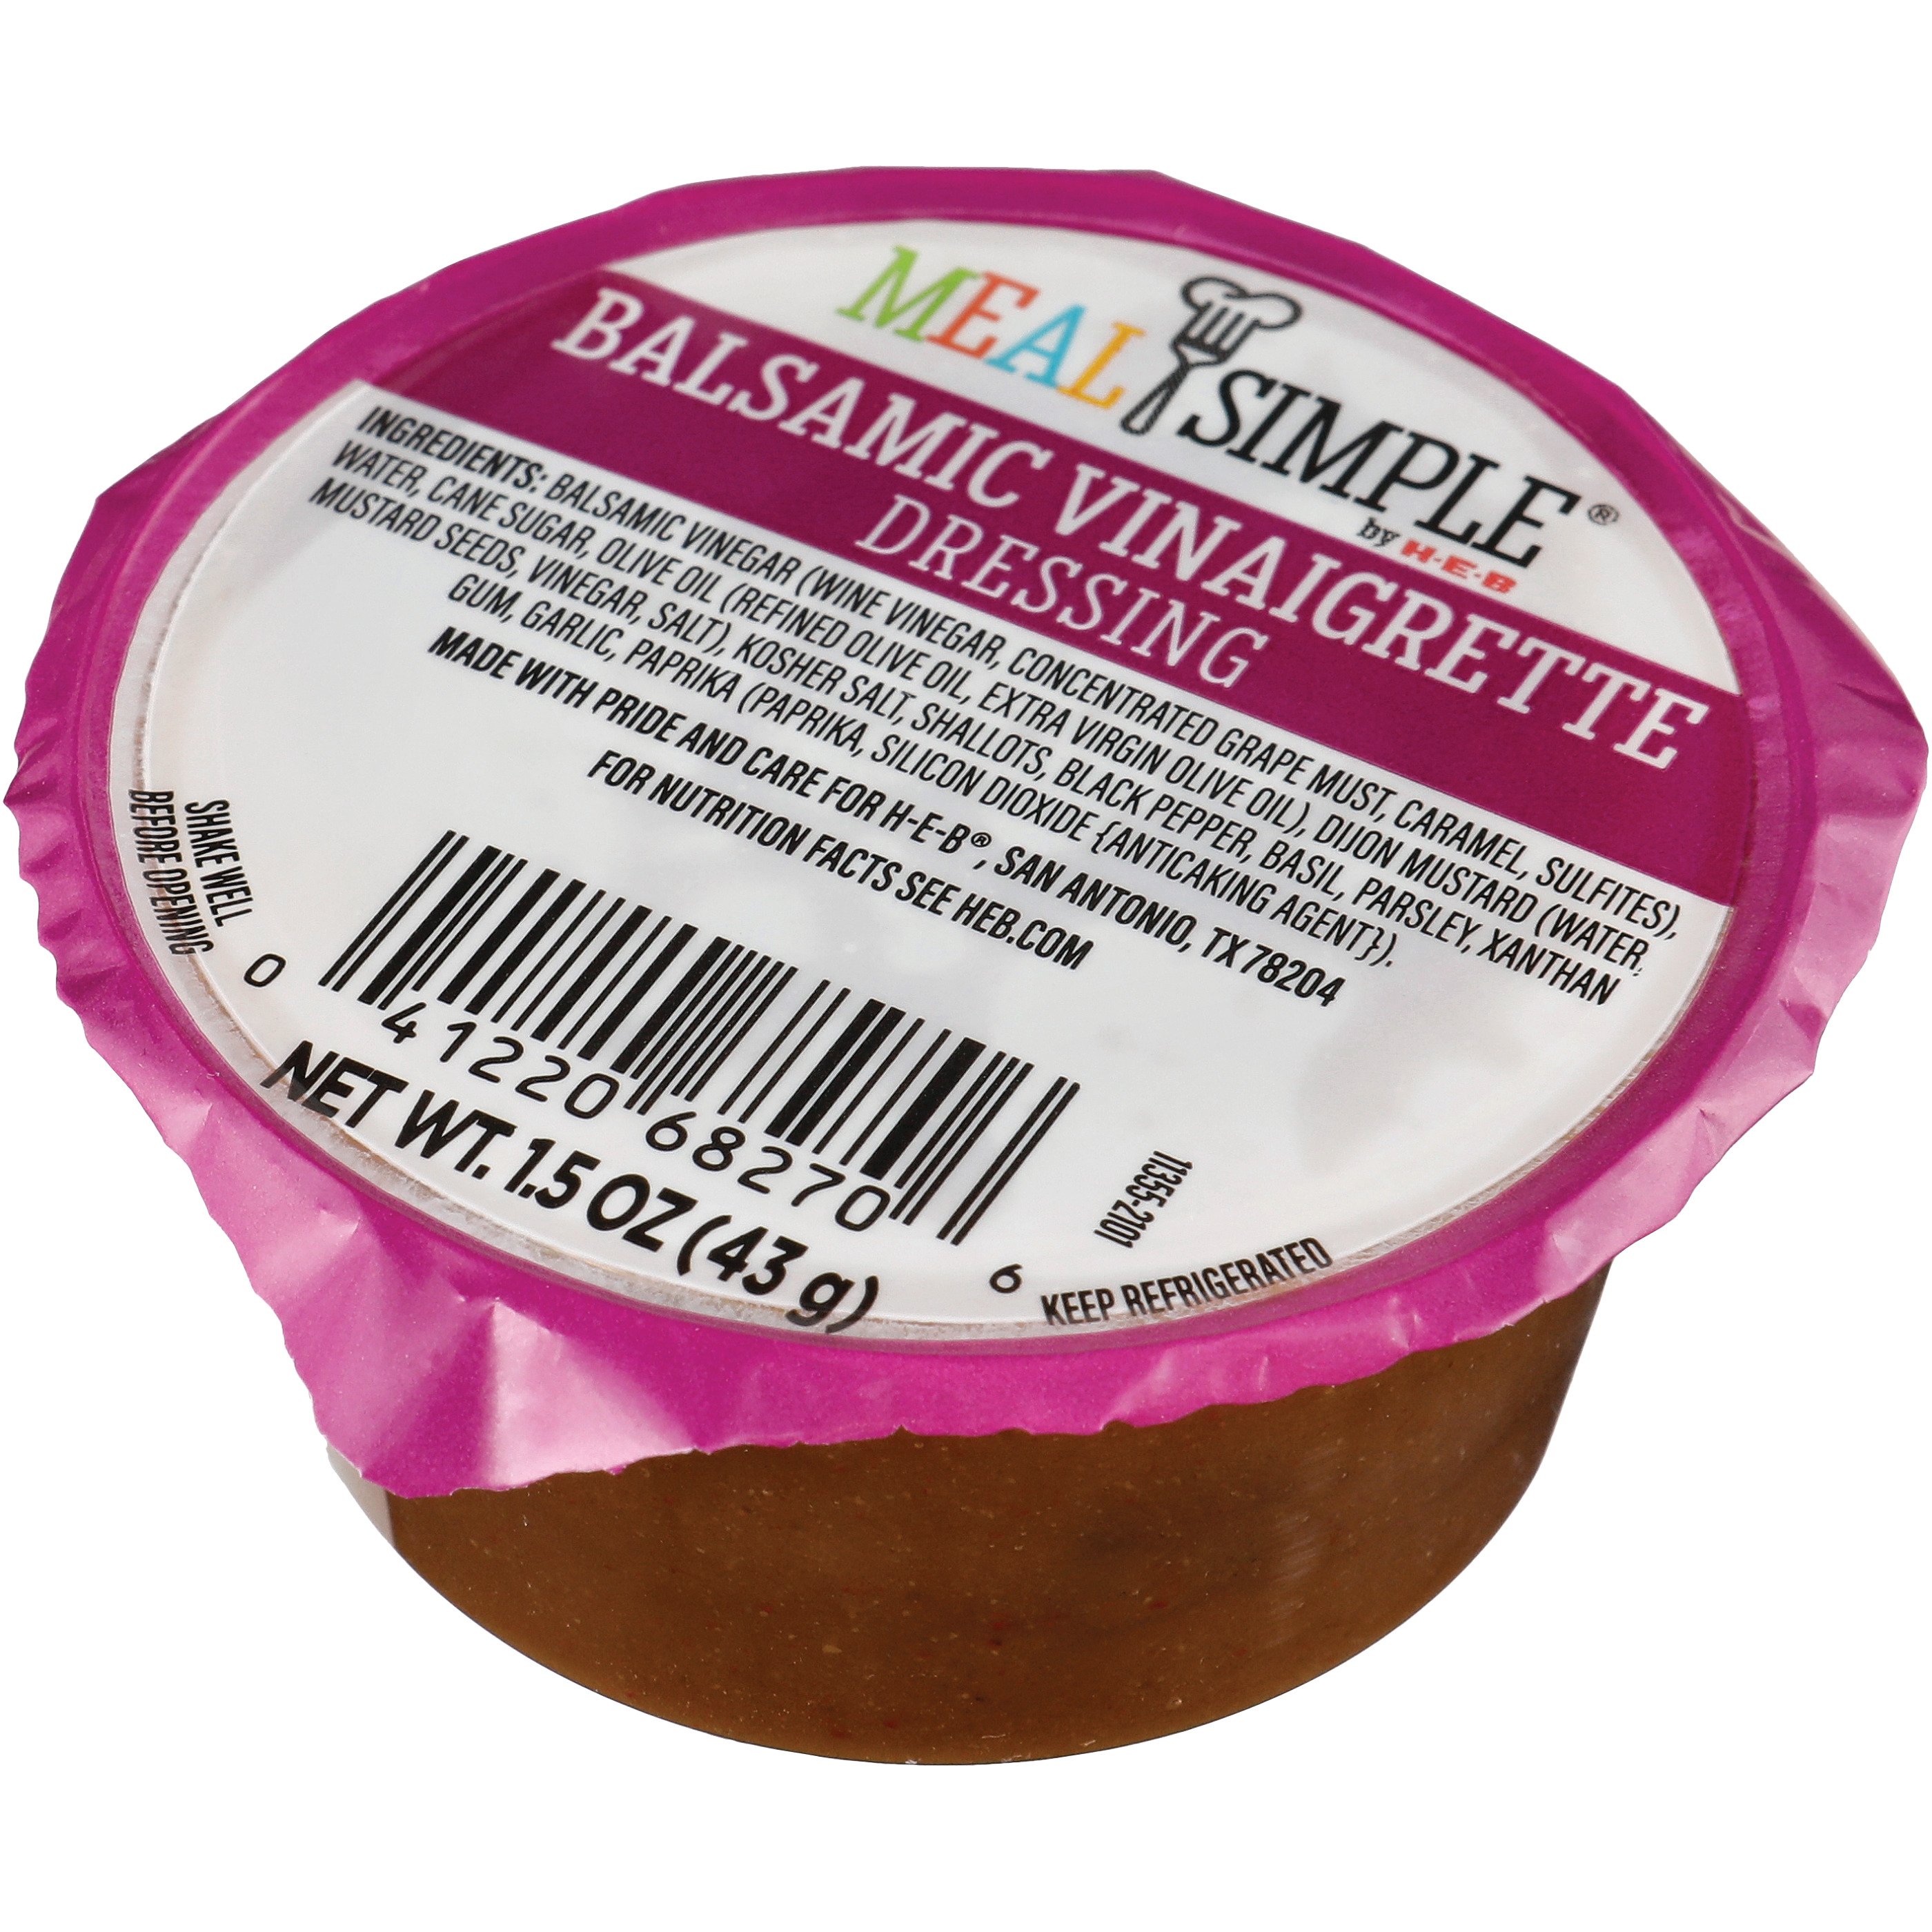 MEAL SIMPLE®
by H-E-B
BALSAMIC VINAIGRETTE
DRESSING
INGREDIENTS: BALSAMIC VINEGAR (WINE VINEGAR, CONCENTRATED GRAPE MUST, CARAMEL, SULFITES),
WATER, CANE SUGAR, OLIVE OIL (REFINED OLIVE OIL, EXTRA VIRGIN OLIVE OIL), DIJON MUSTARD (WATER,
MUSTARD SEEDS, VINEGAR, SALT), KOSHER SALT, SHALLOTS, BLACK PEPPER, BASIL, PARSLEY, XANTHAN
GUM, GARLIC, PAPRIKA (PAPRIKA, SILICON DIOXIDE {ANTICAKING AGENT}).
MADE WITH PRIDE AND CARE FOR H-E-B®, SAN ANTONIO, TX 78204
FOR NUTRITION FACTS SEE HEB.COM
SHAKE WELL
BEFORE OPENING
0 41220 68270 6
11355-2101
NET WT. 1.5 OZ (43 g)
KEEP REFRIGERATED